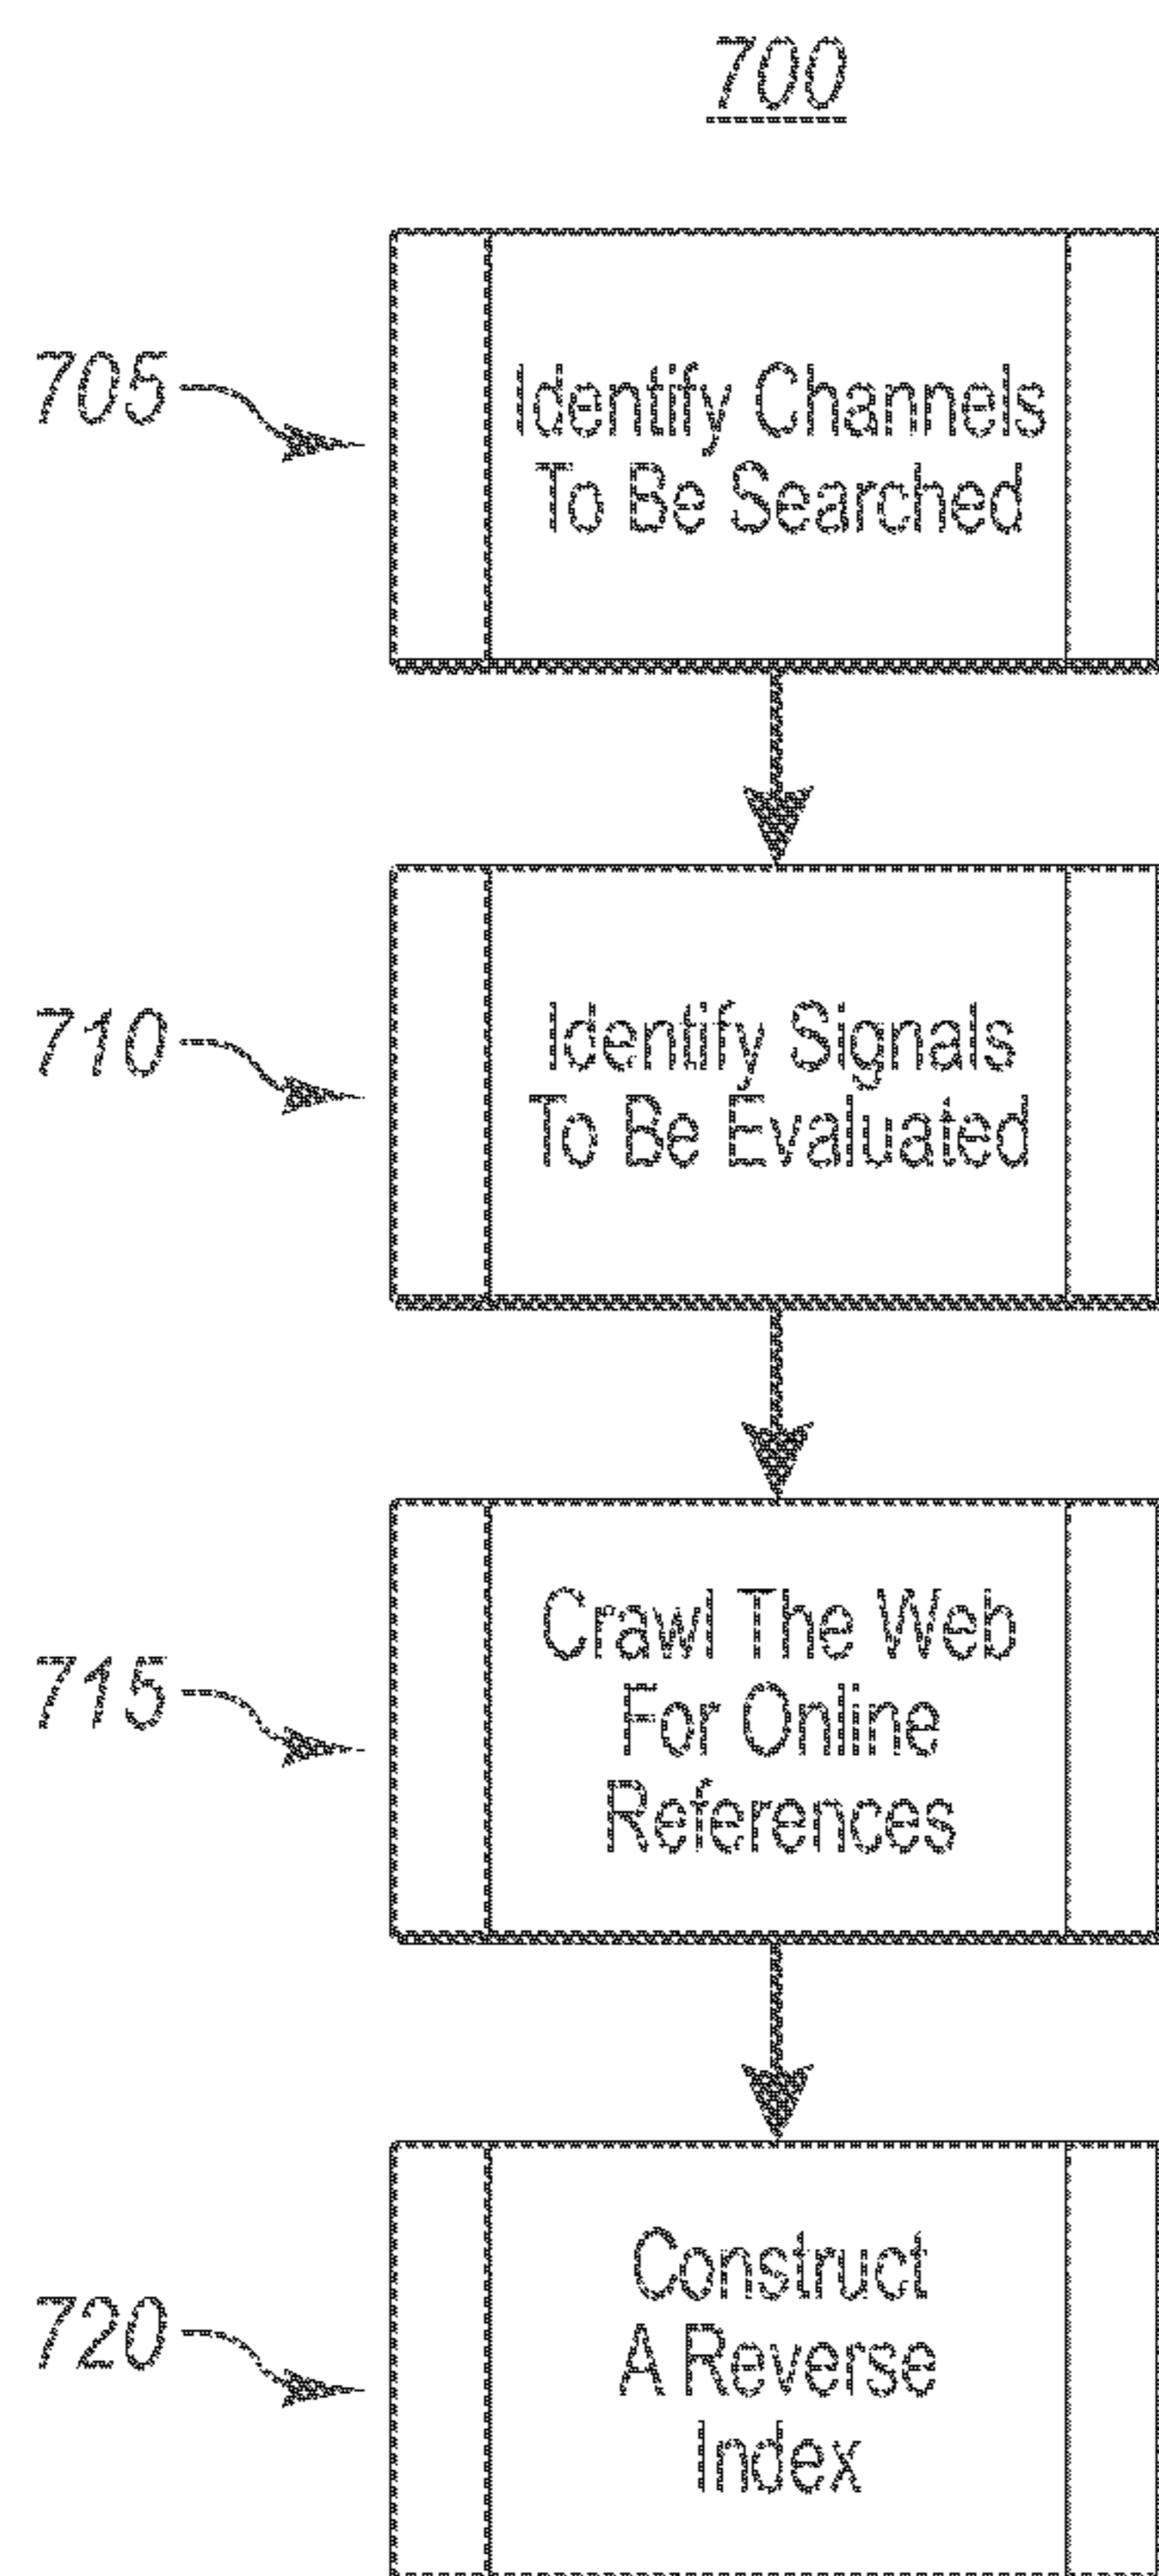 700
705
Identify Channels
To Be Searched
710
Identify Signals
To Be Evaluated
715
Crawl The Web
For Online
References
720
Construct
A Reverse
Index